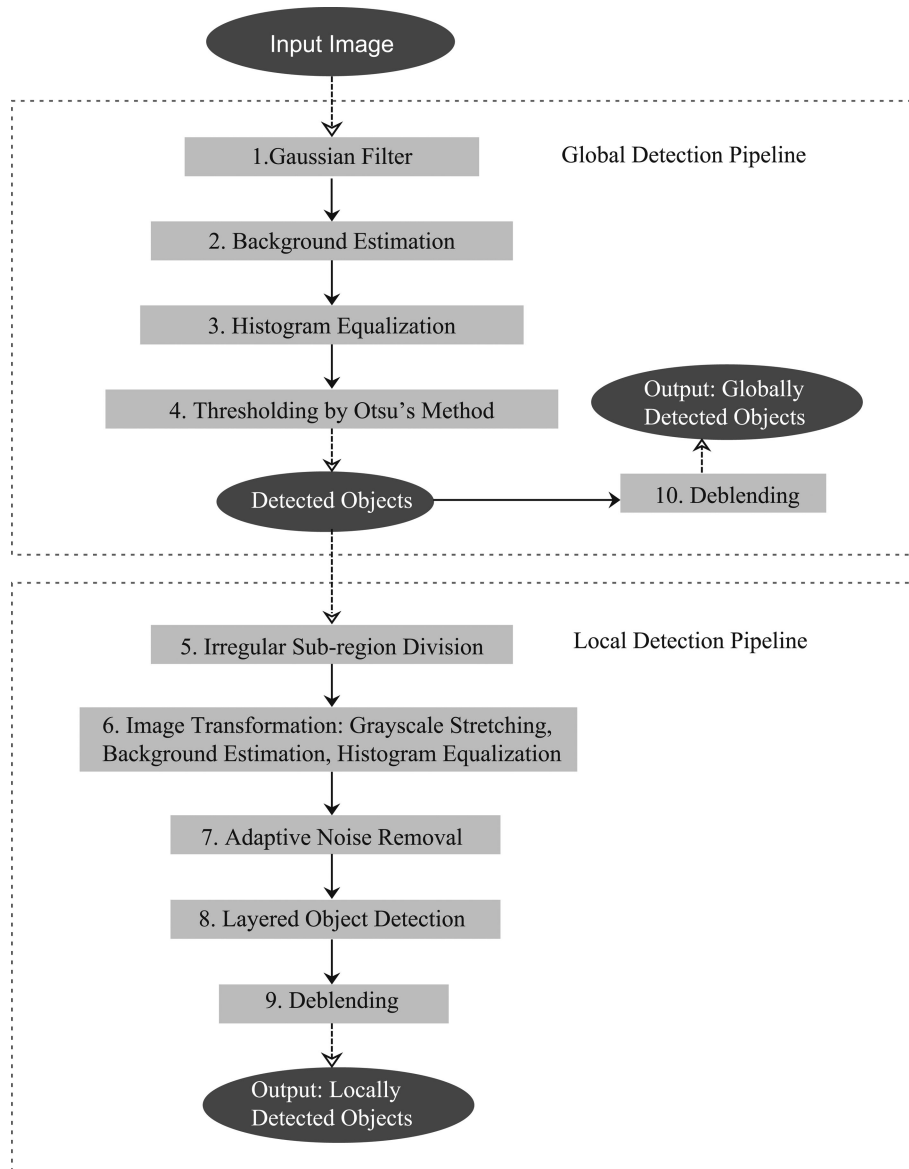 Input Image
1.Gaussian Filter
Global Detection Pipeline
2. Background Estimation
3. Histogram Equalization
4. Thresholding by Otsu's Method
Output: Globally
Detected Objects
Detected Objects
10. Deblending
5. Irregular Sub-region Division
Local Detection Pipeline
6. Image Transformation: Grayscale Stretching,
Background Estimation, Histogram Equalization
7. Adaptive Noise Removal
8. Layered Object Detection
9. Deblending
Output: Locally
Detected Objects